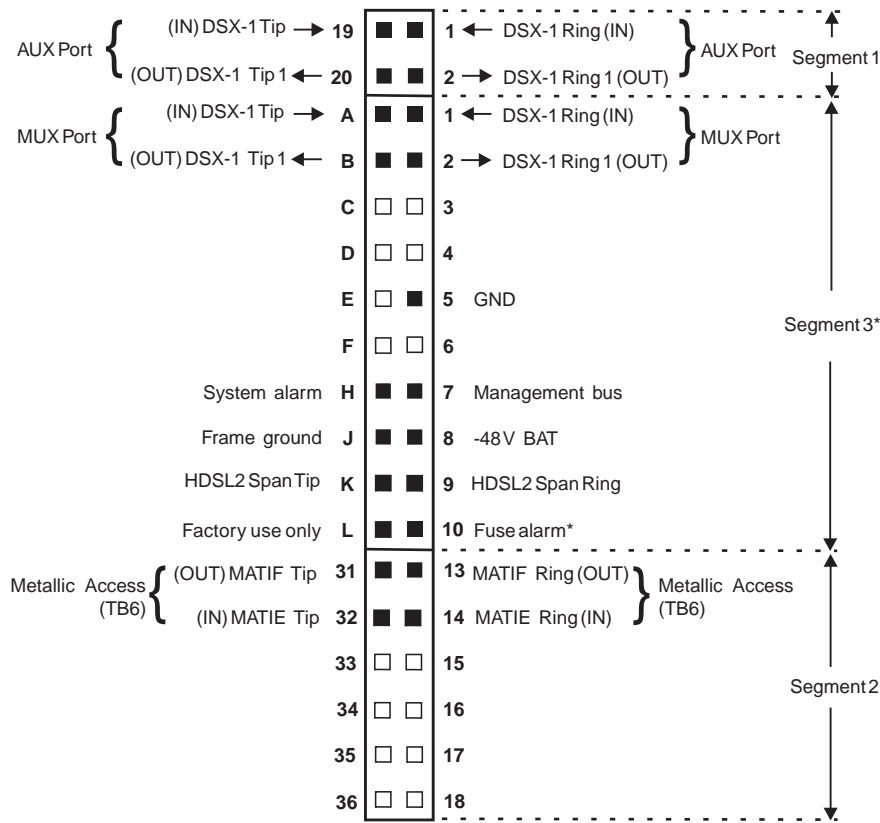 (IN) DSX-1 Tip 19 1 DSX-1 Ring (IN)
AUX Port AUX Port Segment 1
(OUT) DSX-1 Tip 1 20 2 DSX-1 Ring 1 (OUT)
(IN) DSX-1 Tip A 1 DSX-1 Ring (IN)
MUX Port MUX Port
(OUT) DSX-1 Tip 1 B 2 DSX-1 Ring 1 (OUT)
C 3
D 4
E 5 GND
Segment 3*
F 6
System alarm H 7 Management bus
Frame ground J 8 -48V BAT
HDSL2 Span Tip K 9 HDSL2 Span Ring
Factory use only L 10 Fuse alarm*
(OUT) MATIF Tip 31 13 MATIF Ring (OUT)
Metallic Access (TB6) Metallic Access (TB6)
(IN) MATIE Tip 32 14 MATIE Ring (IN)
33 15
Segment 2
34 16
35 17
36 18